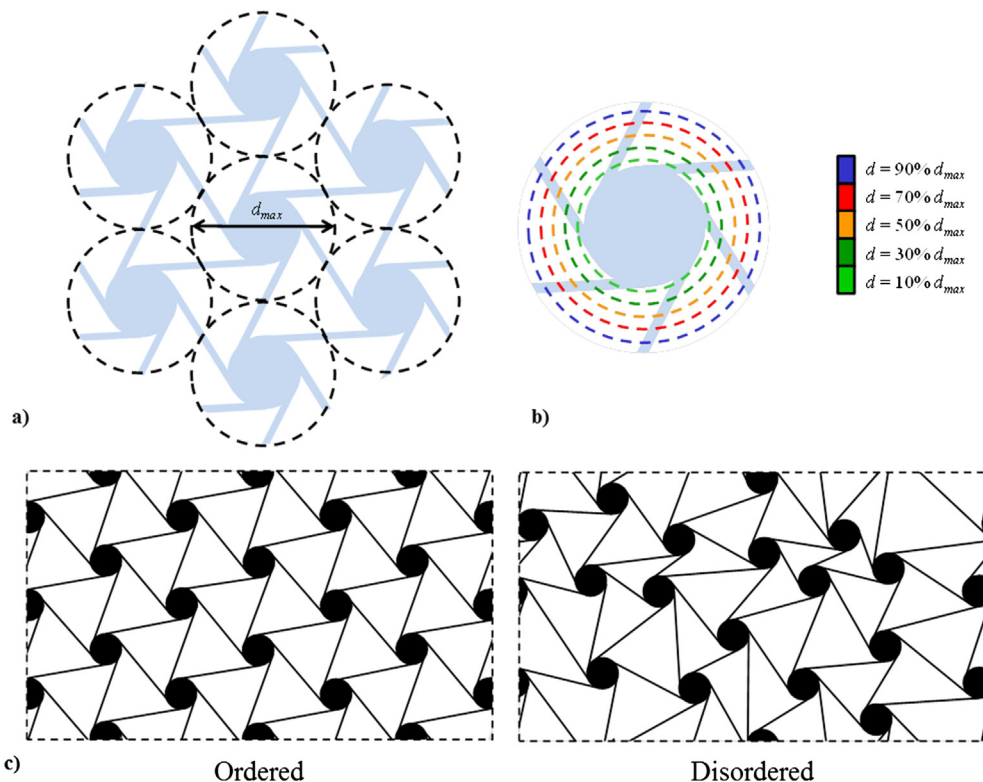 d_max
d = 90% d_max
d = 70% d_max
d = 50% d_max
d = 30% d_max
d = 10% d_max
a)
b)
c)
Ordered
Disordered